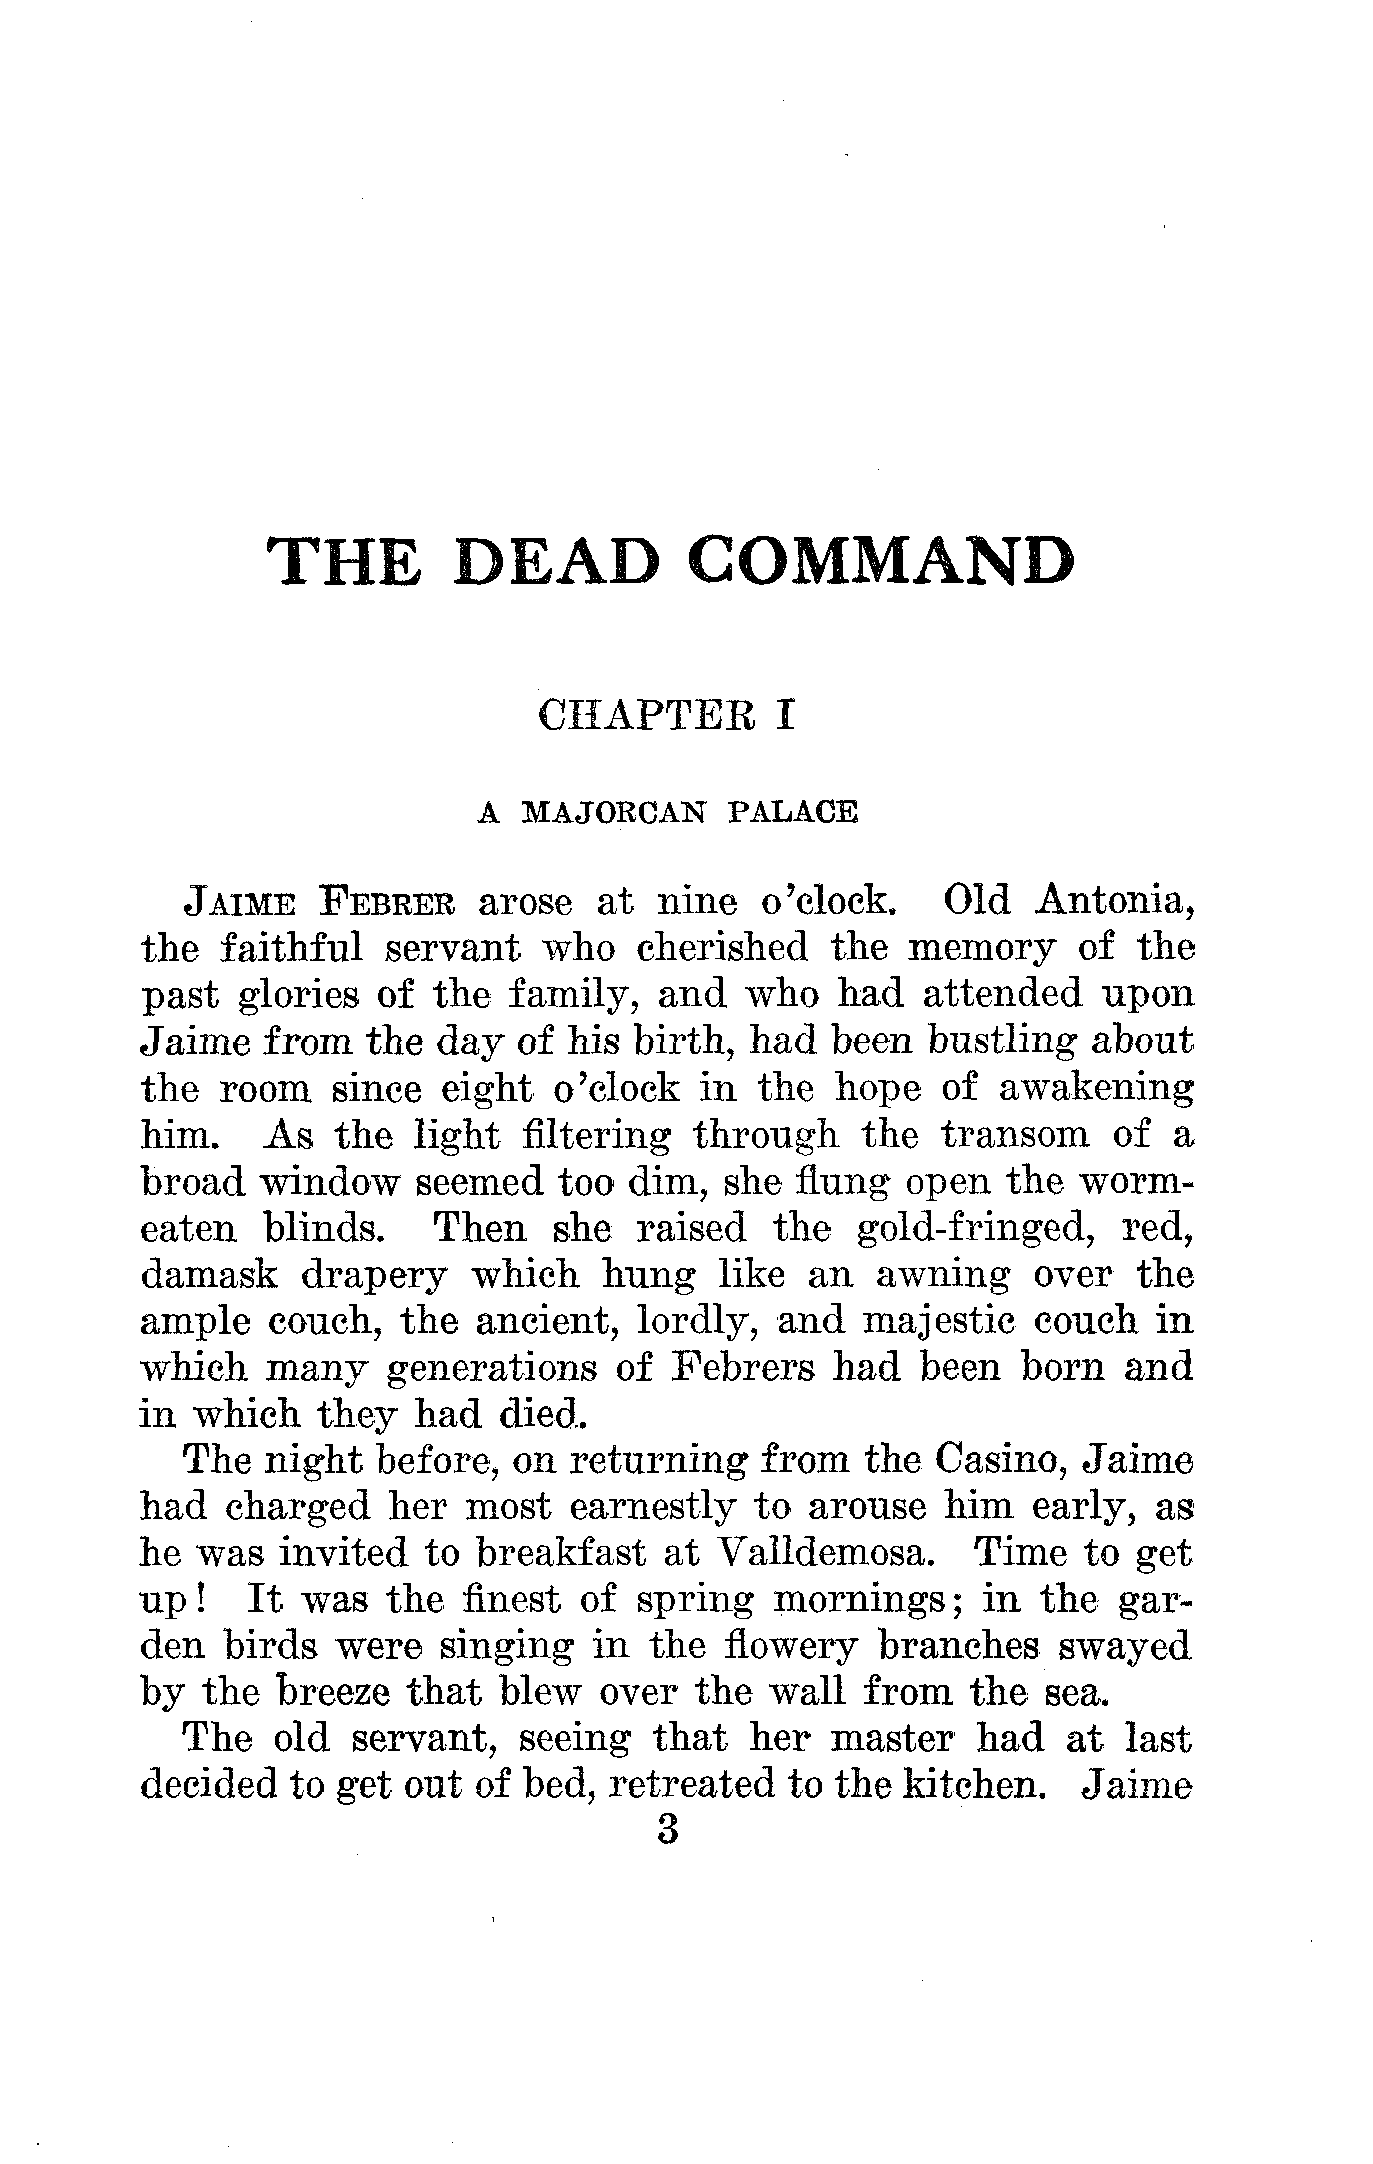 THE DEAD COMMAND
CHAPTER I
A MAJORCAN PALACE
JAIME FEBRER arose at nine o'clock. Old Antonia,
the faithful servant who cherished the memory of the
past glories of the family, and who had attended upon
Jaime from the day of his birth, had been bustling about
the room since eight o'clock in the hope of awakening
him. As the light filtering through the transom of a
broad window seemed too dim, she flung open the worm-
eaten blinds. Then she raised the gold-fringed, red,
damask drapery which hung like an awning over the
ample couch, the ancient, lordly, and majestic couch in
which many generations of Febrers had been born and
in which they had died.
The night before, on returning from the Casino, Jaime
had charged her most earnestly to arouse him early, as
he was invited to breakfast at Valldemosa. Time to get
up! It was the finest of spring mornings; in the gar-
den birds were singing in the flowery branches swayed
by the breeze that blew over the wall from the sea.
The old servant, seeing that her master had at last
decided to get out of bed, retreated to the kitchen. Jaime
3